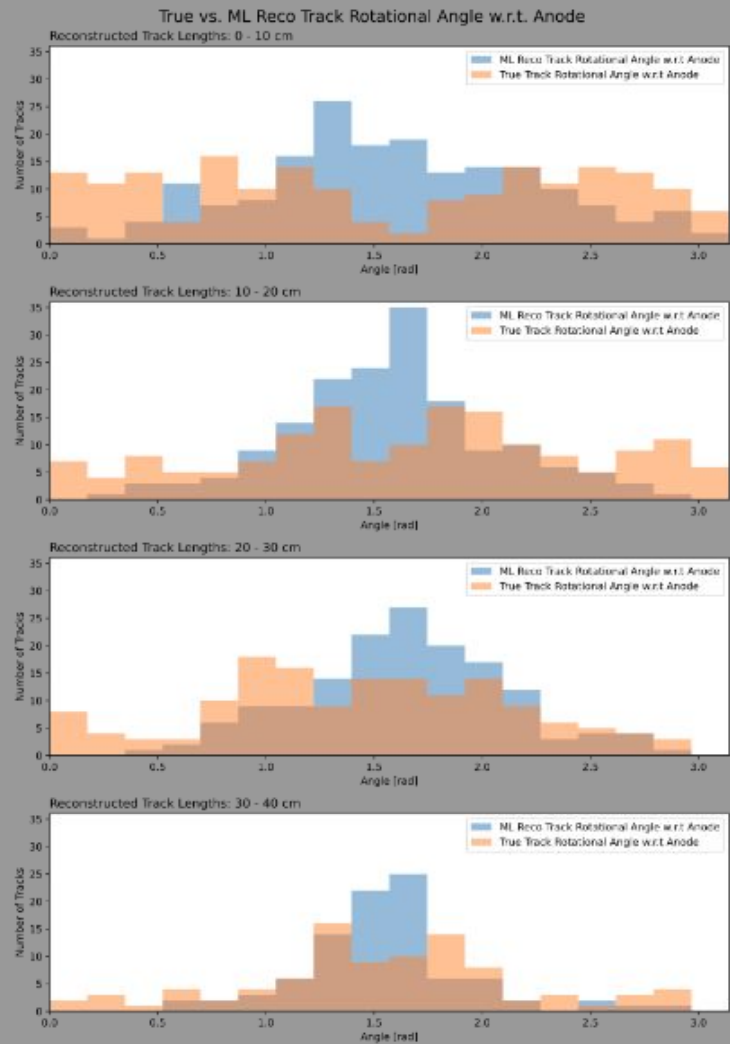 True vs. ML Reco Track Rotational Angle w.r.t. Anode
Reconstructed Track Lengths: 0 - 10 cm
ML Reco Track Rotational Angle w.r.t Anode
True Track Rotational Angle w.r.t Anode
Number of Tracks
35
30
25
20
15
10
5
0
0.0 0.5 1.0 1.5 2.0 2.5 3.0
Angle [rad]
Reconstructed Track Lengths: 10 - 20 cm
ML Reco Track Rotational Angle w.r.t Anode
True Track Rotational Angle w.r.t Anode
Number of Tracks
35
30
25
20
15
10
5
0
0.0 0.5 1.0 1.5 2.0 2.5 3.0
Angle [rad]
Reconstructed Track Lengths: 20 - 30 cm
ML Reco Track Rotational Angle w.r.t Anode
True Track Rotational Angle w.r.t Anode
Number of Tracks
35
30
25
20
15
10
5
0
0.0 0.5 1.0 1.5 2.0 2.5 3.0
Angle [rad]
Reconstructed Track Lengths: 30 - 40 cm
ML Reco Track Rotational Angle w.r.t Anode
True Track Rotational Angle w.r.t Anode
Number of Tracks
35
30
25
20
15
10
5
0
0.0 0.5 1.0 1.5 2.0 2.5 3.0
Angle [rad]